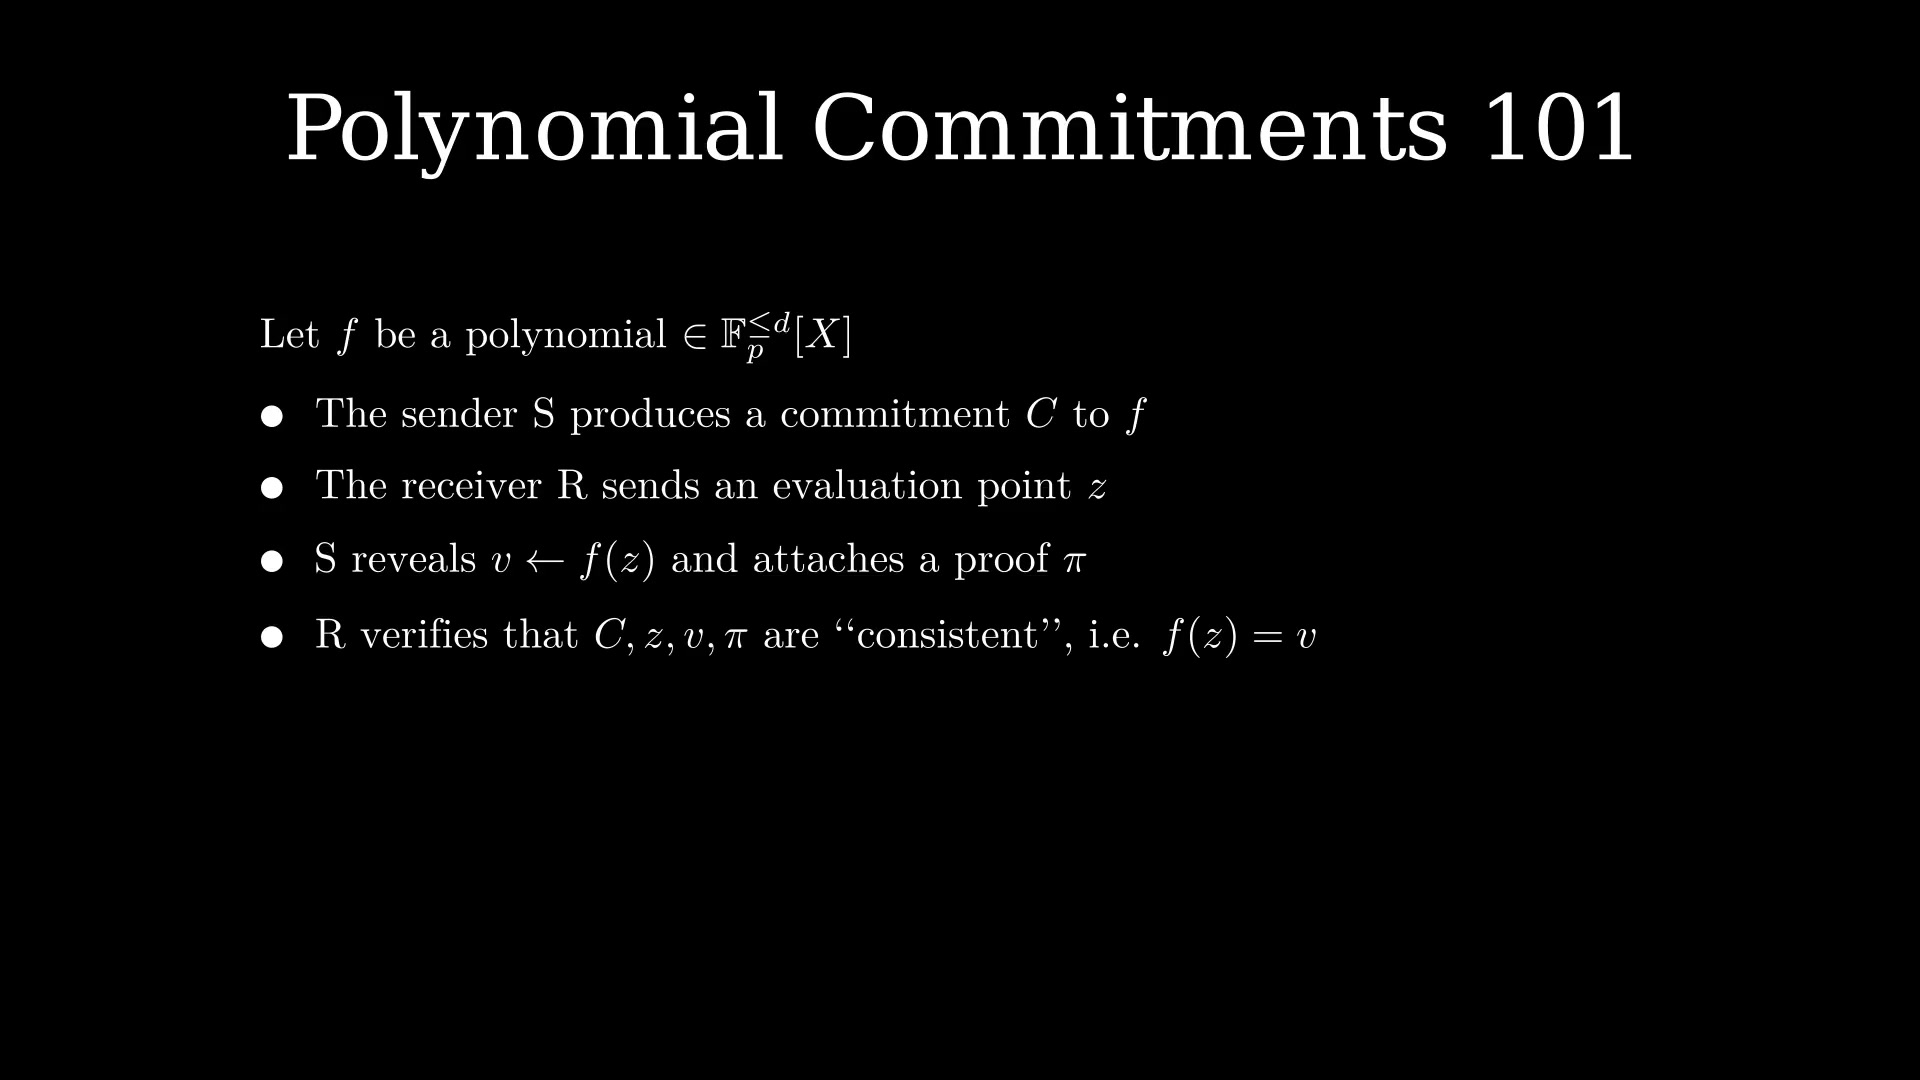 Polynomial Commitments 101
Let $f$ be a polynomial $\in \mathbb{F}_p^{\leq d}[X]$
● The sender S produces a commitment $C$ to $f$
● The receiver R sends an evaluation point $z$
● S reveals $v \leftarrow f(z)$ and attaches a proof $\pi$
● R verifies that $C, z, v, \pi$ are “consistent”, i.e. $f(z) = v$